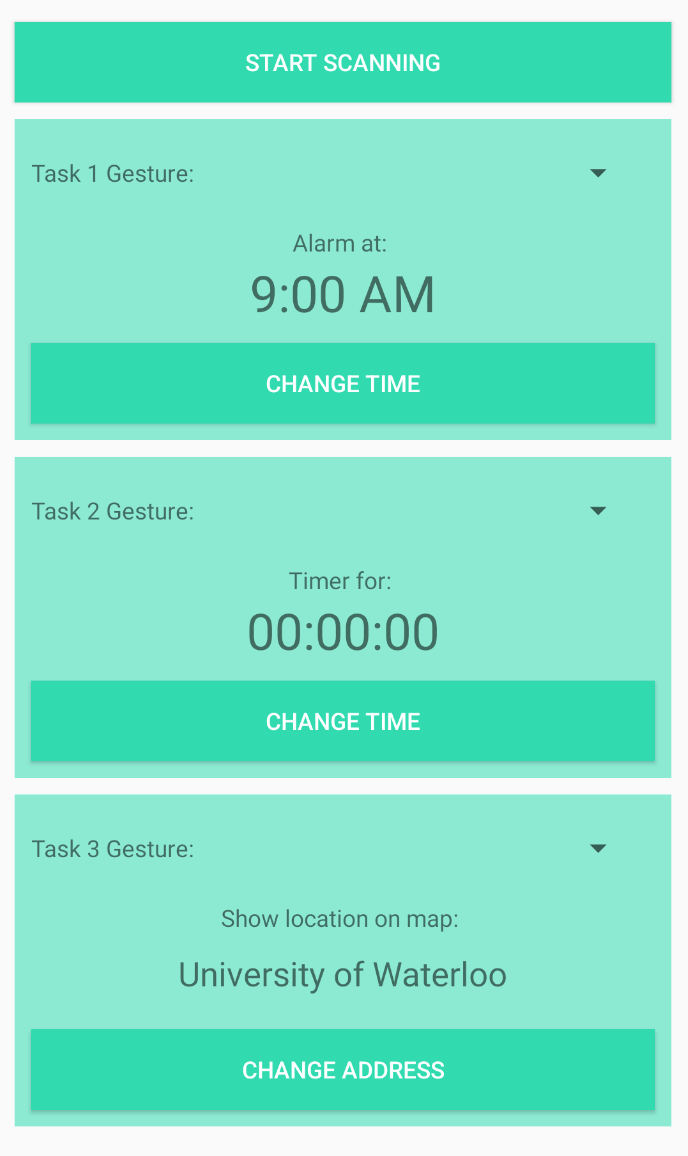 START SCANNING
Task 1 Gesture:
Alarm at:
9:00 AM
CHANGE TIME
Task 2 Gesture:
Timer for:
00:00:00
CHANGE TIME
Task 3 Gesture:
Show location on map:
University of Waterloo
CHANGE ADDRESS